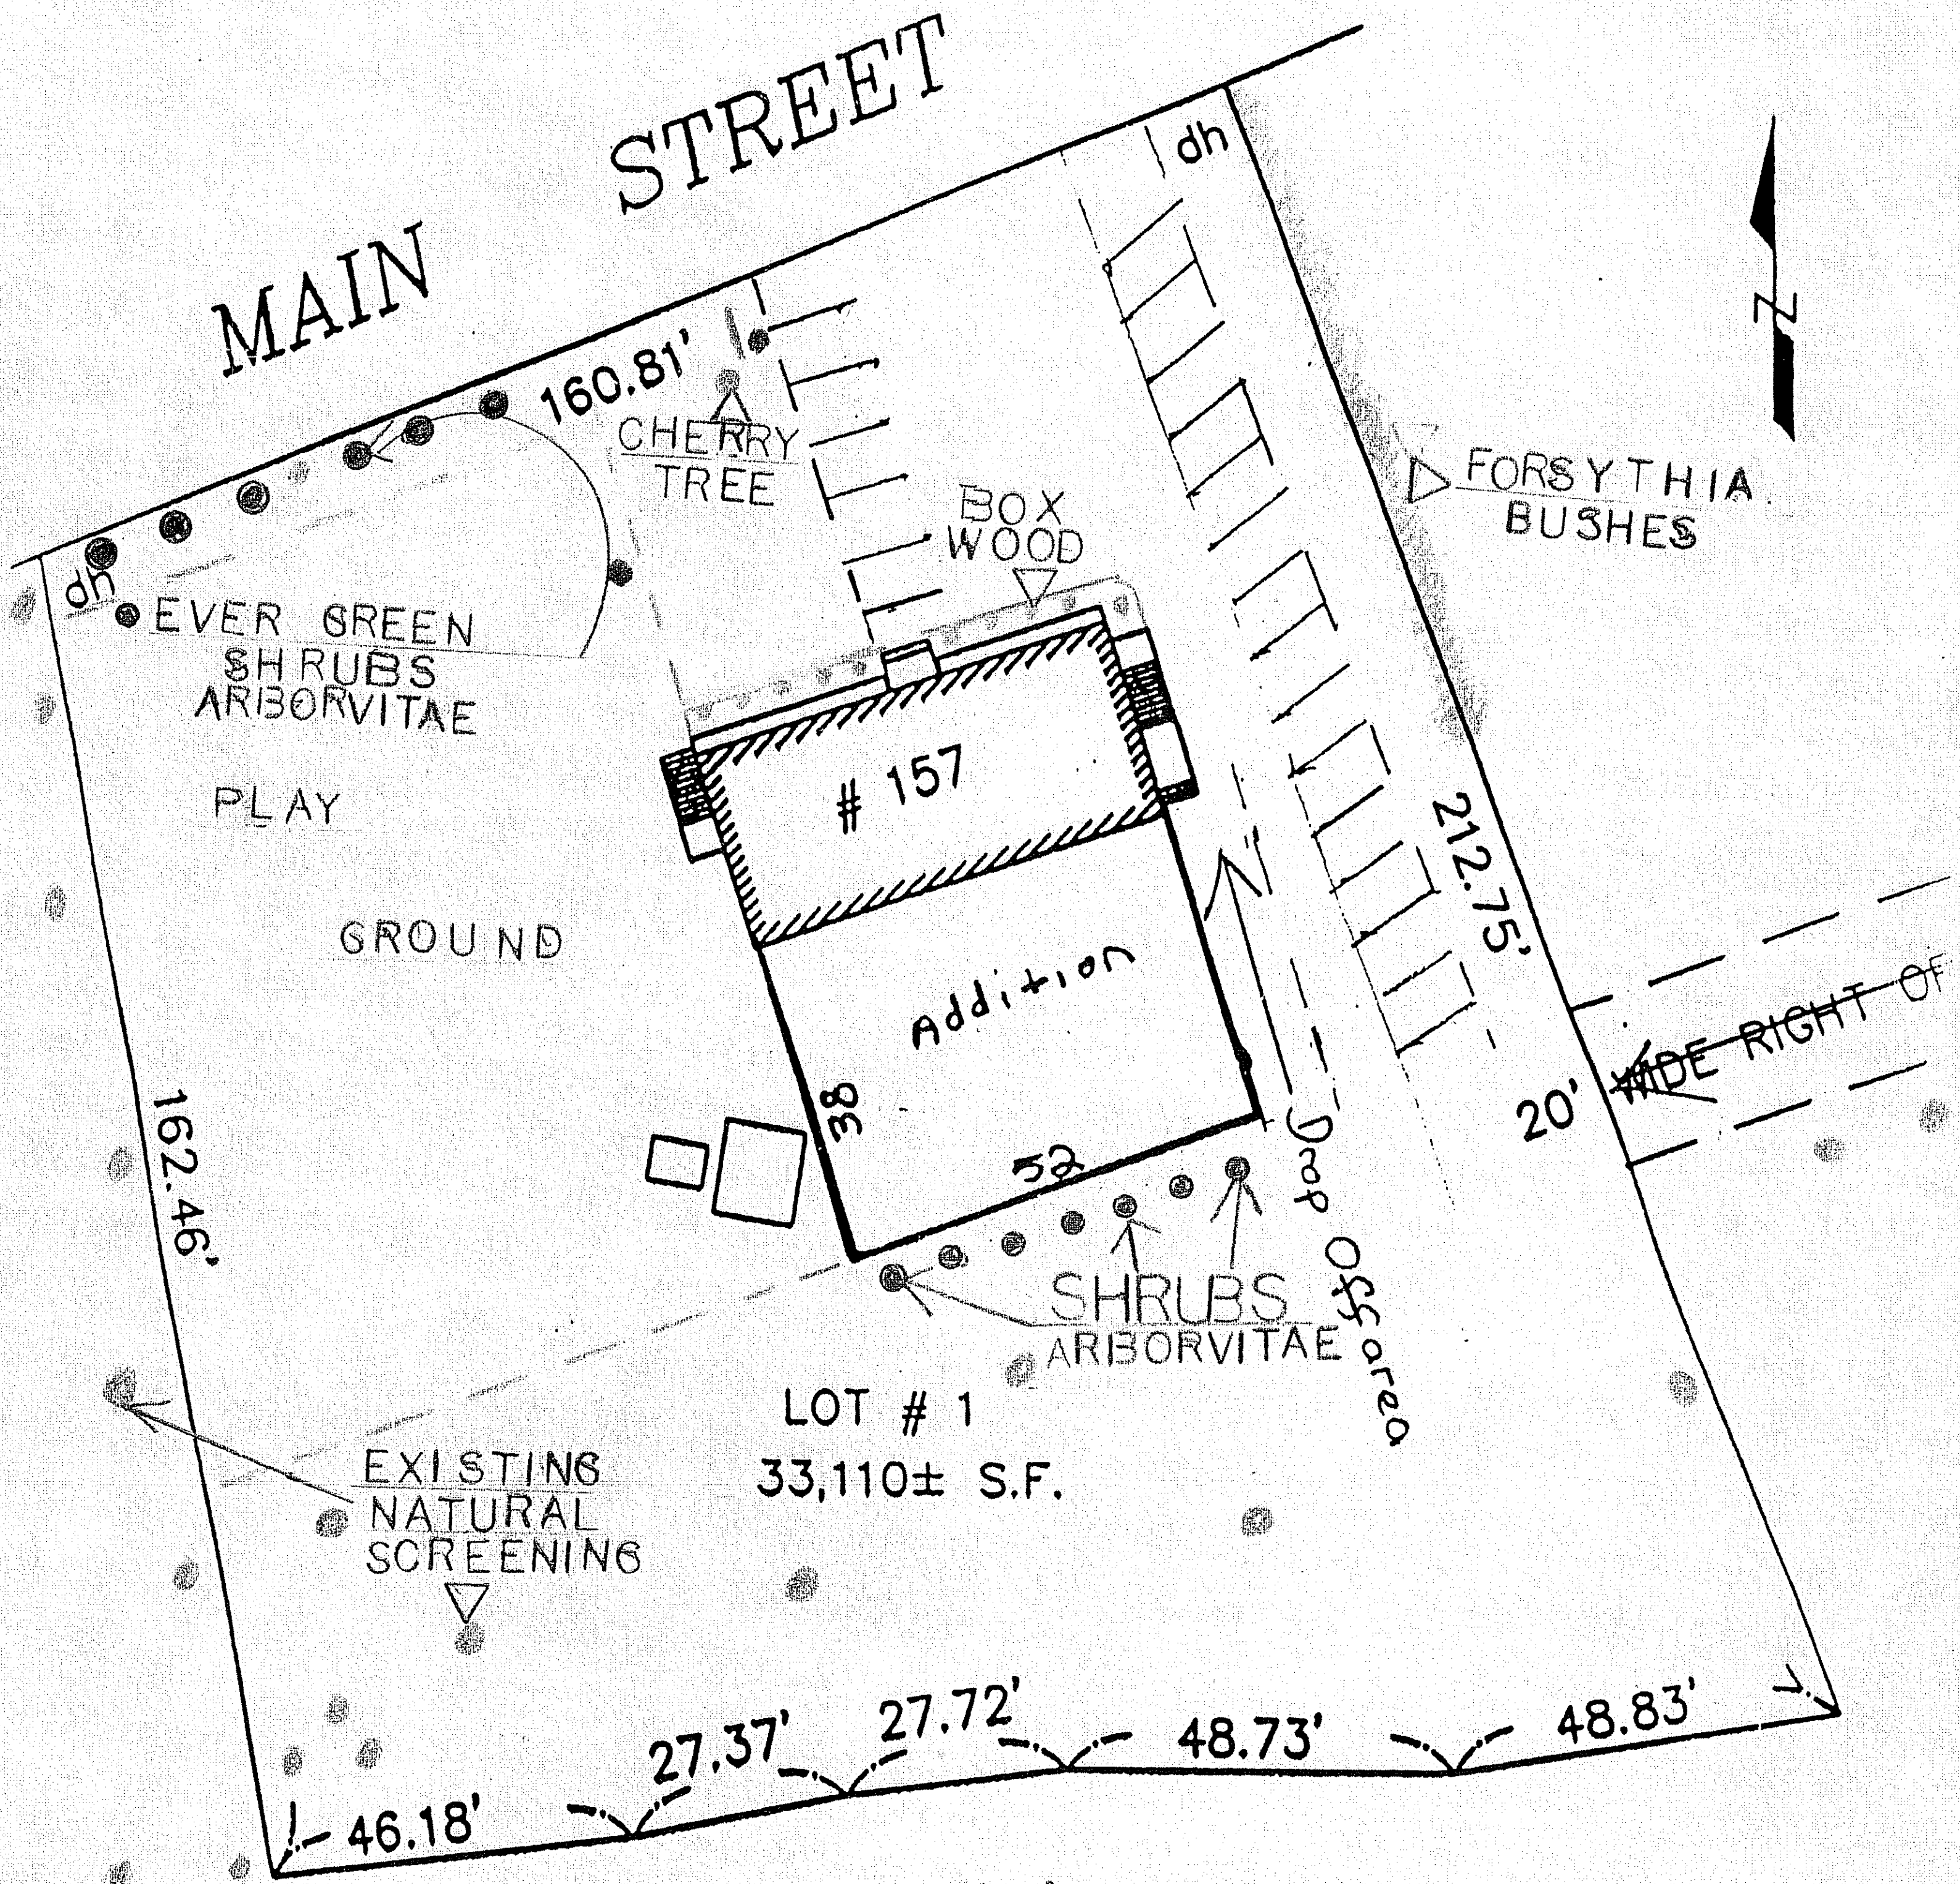 MAIN STREET
dh
N
160.81'
CHERRY
TREE
BOX
WOOD
FORSYTHIA
BUSHES
dh
EVER GREEN
SHRUBS
ARBORVITAE
# 157
PLAY
GROUND
212.75'
Addition
20' WIDE RIGHT OF
38
52
162.46'
Drop Off area
SHRUBS
ARBORVITAE
LOT # 1
33,110± S.F.
EXISTING
NATURAL
SCREENING
46.18'
27.37'
27.72'
48.73'
48.83'